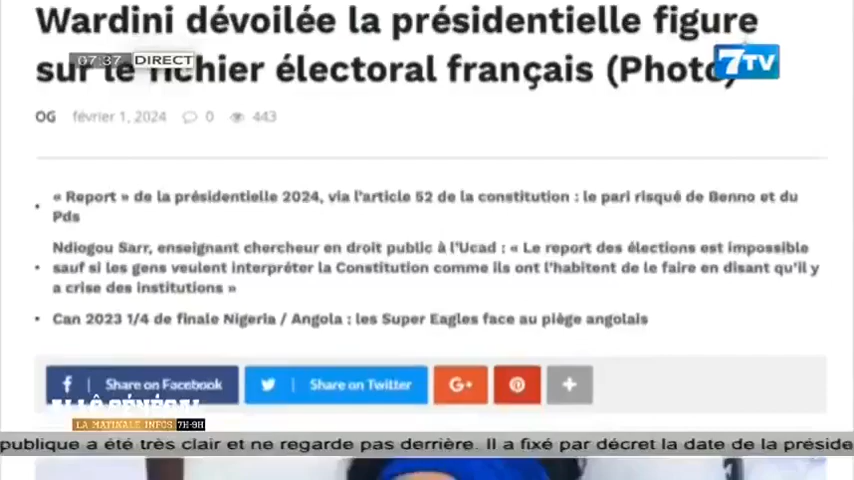 Wardini dévoilée la présidentielle figure
07:37 DIRECT
sur le fichier électoral français (Photo)
7TV
OG février 1, 2024 0 443
• « Report » de la présidentielle 2024, via l'article 52 de la constitution : le pari risqué de Benno et du
Pds
Ndiogou Sarr, enseignant chercheur en droit public à l'Ucad : « Le report des élections est impossible
• sauf si les gens veulent interpréter la Constitution comme ils ont l'habitent de le faire en disant qu'il y
a crise des institutions »
• Can 2023 1/4 de finale Nigeria / Angola : les Super Eagles face au piège angolais
f | Share on Facebook | Share on Twitter G+ +
ALLÔ SÉNÉGAL
LA MATINALE INFOS 7H-9H
publique a été très clair et ne regarde pas derrière. Il a fixé par décret la date de la préside